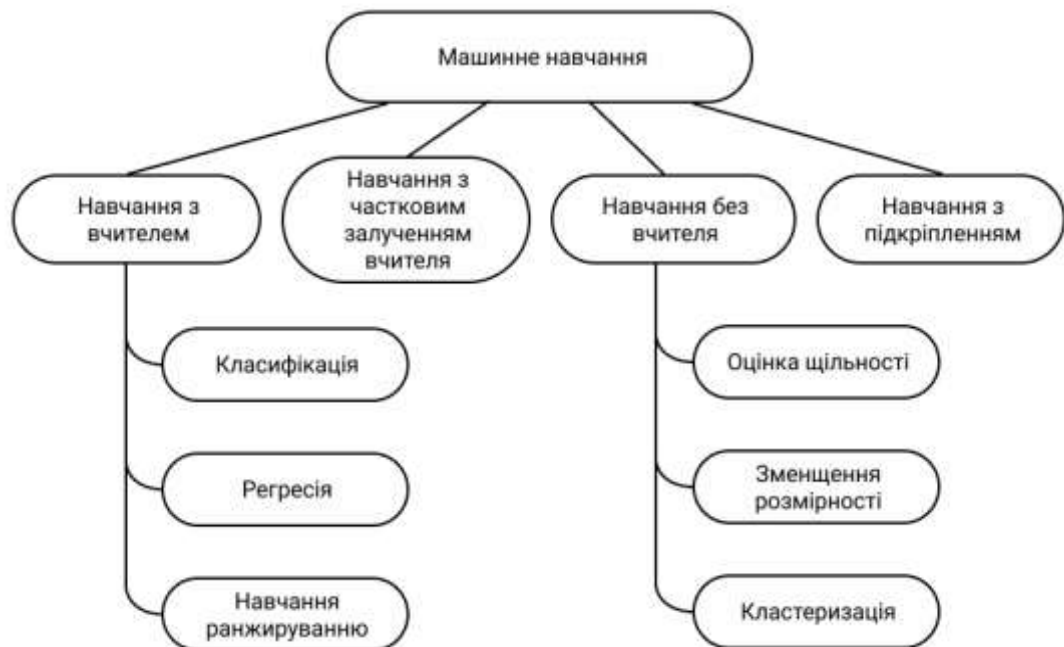 Машинне навчання
Навчання з
вчителем
Навчання з
частковим
залученням
вчителя
Навчання без
вчителя
Навчання з
підкріпленням
Класифікація
Регресія
Навчання
ранжируванню
Оцінка щільності
Зменщення
розмірності
Кластеризація